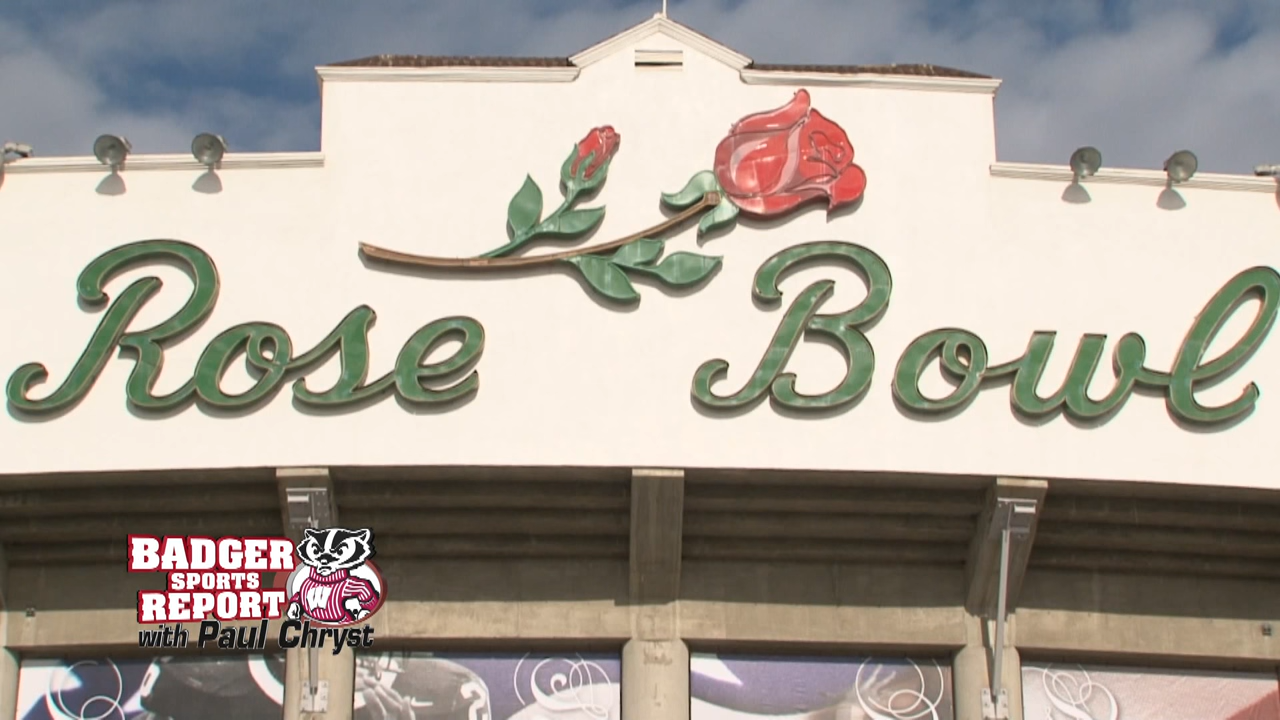 Rose Bowl
BADGER
SPORTS
REPORT
W
with Paul Chryst